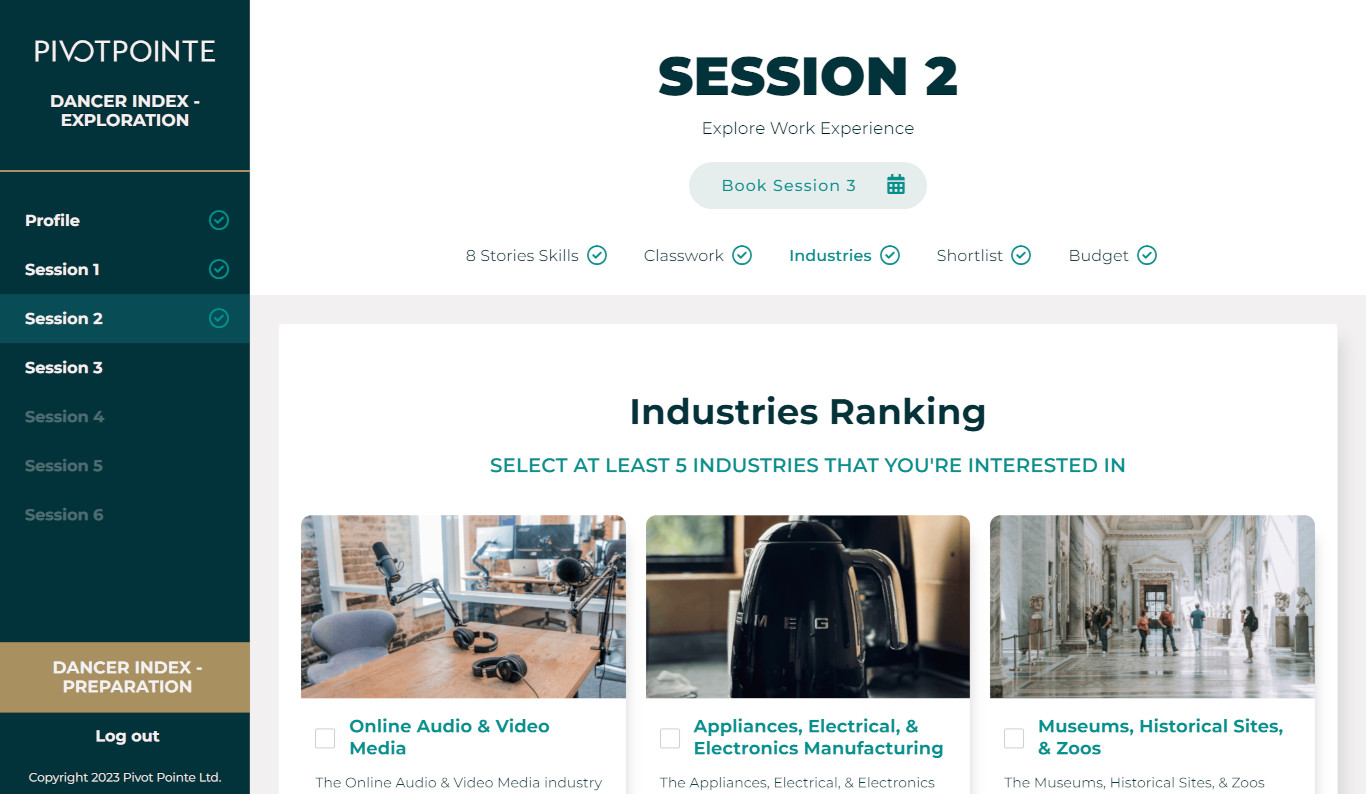 PIVOTPOINTE
DANCER INDEX -
EXPLORATION
Profile
Session 1
Session 2
Session 3
Session 4
Session 5
Session 6
DANCER INDEX -
PREPARATION
Log out
Copyright 2023 Pivot Pointe Ltd.
SESSION 2
Explore Work Experience
Book Session 3
8 Stories Skills
Classwork
Industries
Shortlist
Budget
Industries Ranking
SELECT AT LEAST 5 INDUSTRIES THAT YOU'RE INTERESTED IN
Online Audio & Video
Media
The Online Audio & Video Media industry
SMEG
Appliances, Electrical, &
Electronics Manufacturing
The Appliances, Electrical, & Electronics
Museums, Historical Sites,
& Zoos
The Museums, Historical Sites, & Zoos